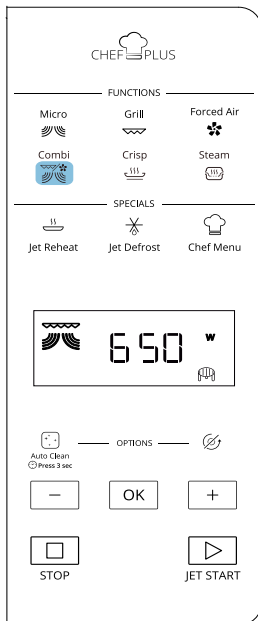 CHEF PLUS
FUNCTIONS
Micro Grill Forced Air
Combi Crisp Steam
SPECIALS
Jet Reheat Jet Defrost Chef Menu
650 W
OPTIONS
Auto Clean
Press 3 sec
− OK +
STOP JET START